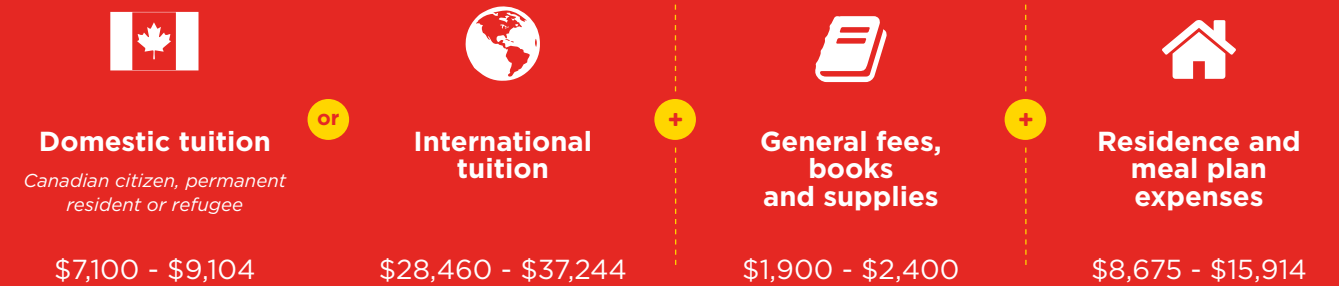 Domestic tuition
Canadian citizen, permanent
resident or refugee
$7,100 - $9,104
or
International
tuition
$28,460 - $37,244
+
General fees,
books
and supplies
$1,900 - $2,400
+
Residence and
meal plan
expenses
$8,675 - $15,914